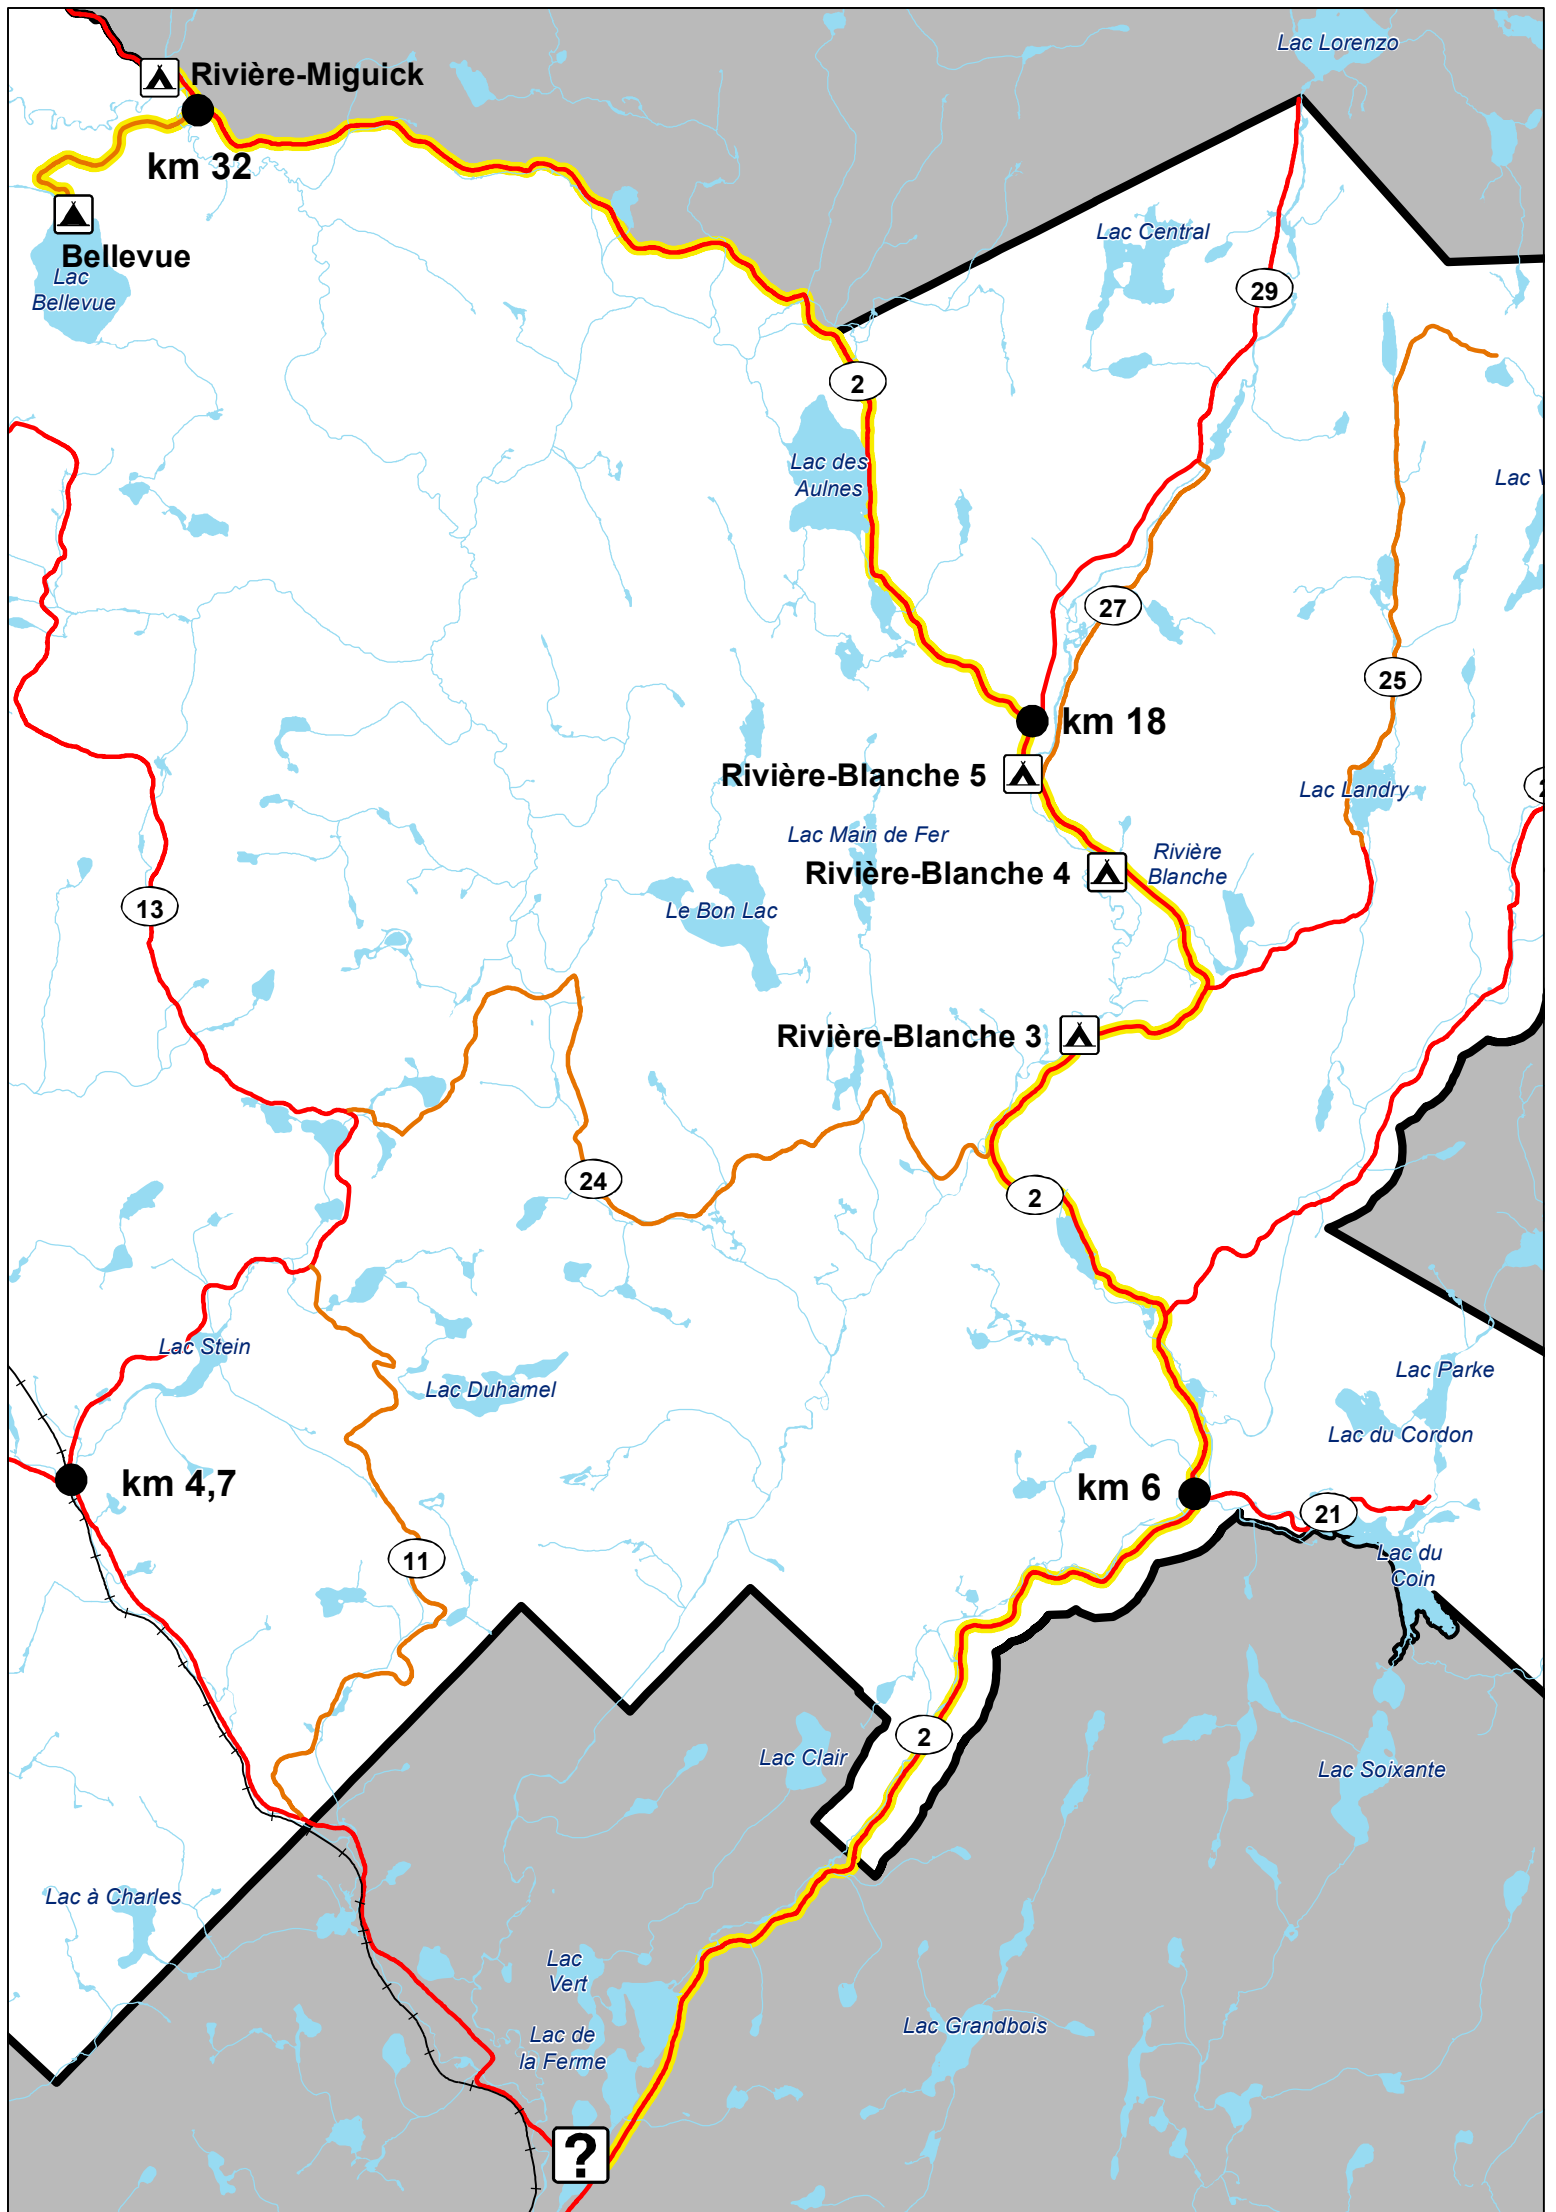 Lac Lorenzo
Rivière-Miguick
km 32
Bellevue
Lac
Bellevue
Lac Central
29
2
Lac des
Aulnes
Lac
27
25
km 18
Rivière-Blanche 5
Lac Landry
Lac Main de Fer
Rivière
Blanche
Rivière-Blanche 4
13
Le Bon Lac
Rivière-Blanche 3
24
2
Lac Stein
Lac Duhamel
Lac Parke
Lac du Cordon
km 4,7
km 6
21
11
Lac du
Coin
2
Lac Clair
Lac Soixante
Lac à Charles
Lac
Vert
Lac de
la Ferme
Lac Grandbois
?